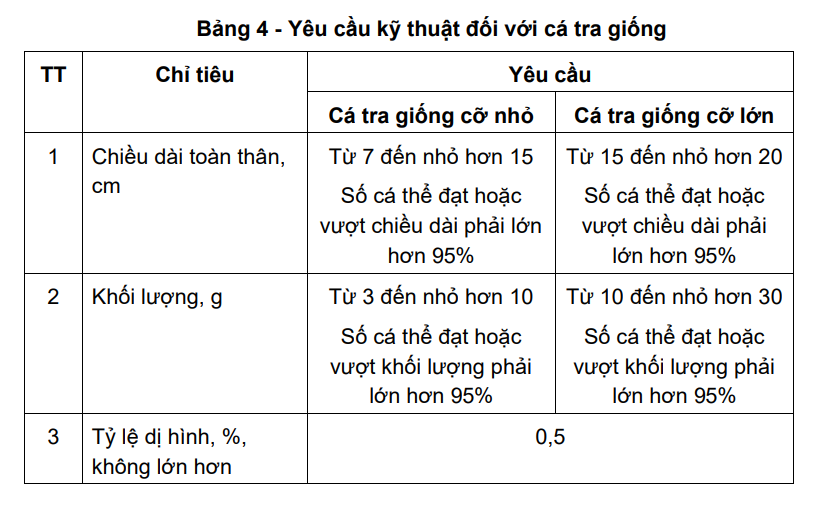 Bảng 4 - Yêu cầu kỹ thuật đối với cá tra giống
TT
Chỉ tiêu
Yêu cầu
Cá tra giống cỡ nhỏ
Cá tra giống cỡ lớn
1
Chiều dài toàn thân,
cm
Từ 7 đến nhỏ hơn 15
Số cá thể đạt hoặc
vượt chiều dài phải lớn
hơn 95%
Từ 15 đến nhỏ hơn 20
Số cá thể đạt hoặc
vượt chiều dài phải
lớn hơn 95%
2
Khối lượng, g
Từ 3 đến nhỏ hơn 10
Số cá thể đạt hoặc
vượt khối lượng phải
lớn hơn 95%
Từ 10 đến nhỏ hơn 30
Số cá thể đạt hoặc
vượt khối lượng phải
lớn hơn 95%
3
Tỷ lệ dị hình, %,
không lớn hơn
0,5